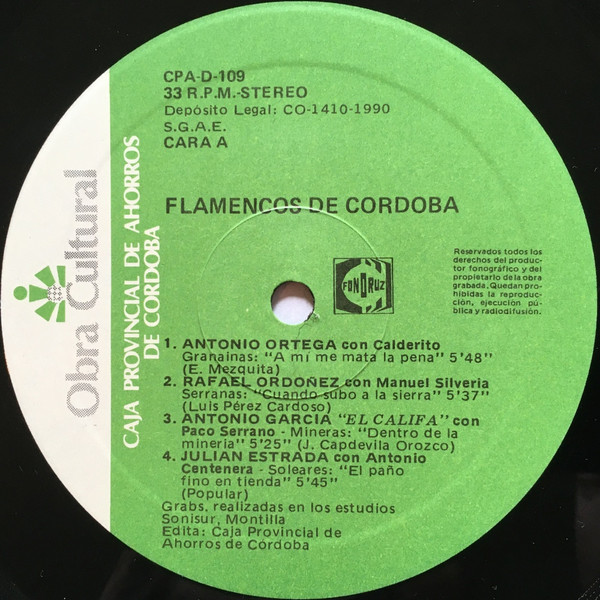 CPA-D-109
33 R.P.M.-STEREO
Depósito Legal: CO-1410-1990
S.G.A.E.
CARA A
FLAMENCOS DE CORDOBA
Obra Cultural
CAJA PROVINCIAL DE AHORROS
DE CORDOBA
FONORUZ
Reservados todos los
derechos del produc-
tor fonográfico y del
propietario de la obra
grabada. Quedan pro-
hibidas la reproduc-
ción, ejecución pú-
blica y radiodifusión.
1. ANTONIO ORTEGA con Calderito
Granainas: "A mi me mata la pena" 5'48"
(E. Mezquita)
2. RAFAEL ORDOÑEZ con Manuel Silveria
Serranas: "Cuando subo a la sierra" 5'37"
(Luis Pérez Cardoso)
3. ANTONIO GARCIA "EL CALIFA" con
Paco Serrano - Mineras: "Dentro de la
mineria" 5'25" (J. Capdevila Orozco)
4. JULIAN ESTRADA con Antonio
Centenera - Soleares: "El paño
fino en tienda" 5'45"
(Popular)
Grabs, realizadas en los estudios
Sonisur, Montilla
Edita: Caja Provincial de
Ahorros de Córdoba